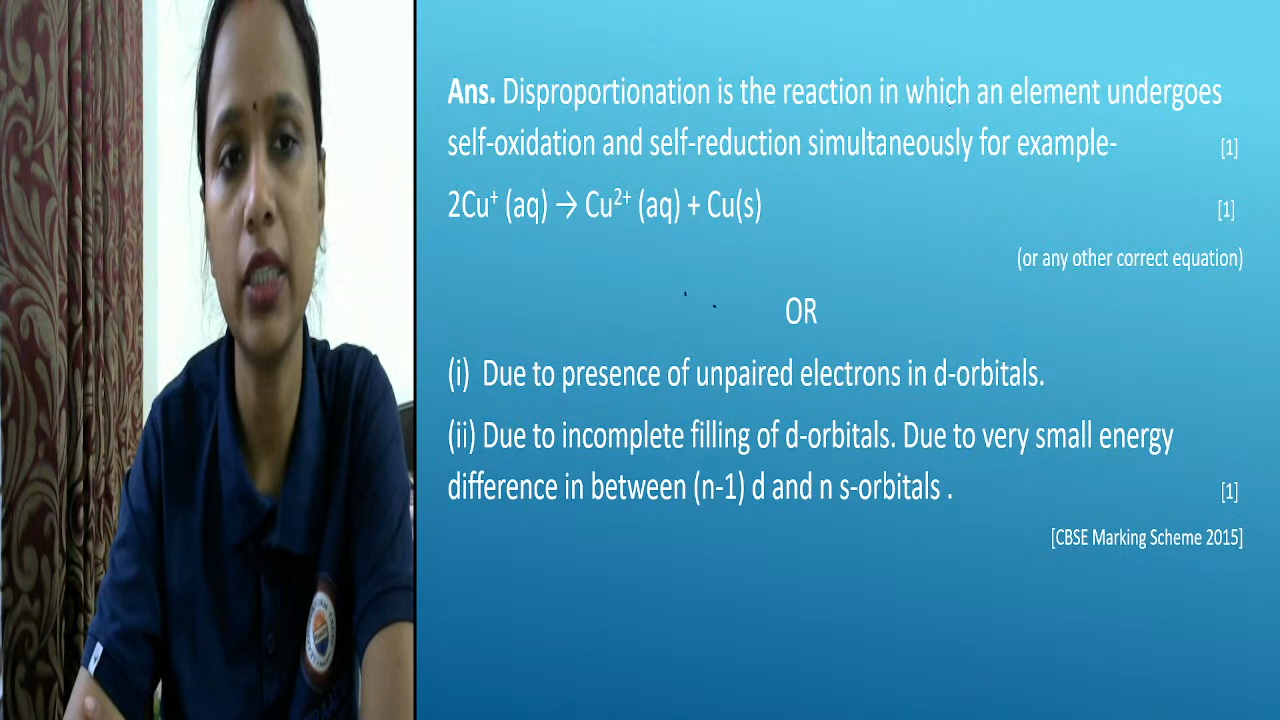 Ans. Disproportionation is the reaction in which an element undergoes
self-oxidation and self-reduction simultaneously for example- [1]
2Cu⁺ (aq) → Cu²⁺ (aq) + Cu(s) [1]
(or any other correct equation)
OR
(i) Due to presence of unpaired electrons in d-orbitals.
(ii) Due to incomplete filling of d-orbitals. Due to very small energy
difference in between (n-1) d and n s-orbitals . [1]
[CBSE Marking Scheme 2015]